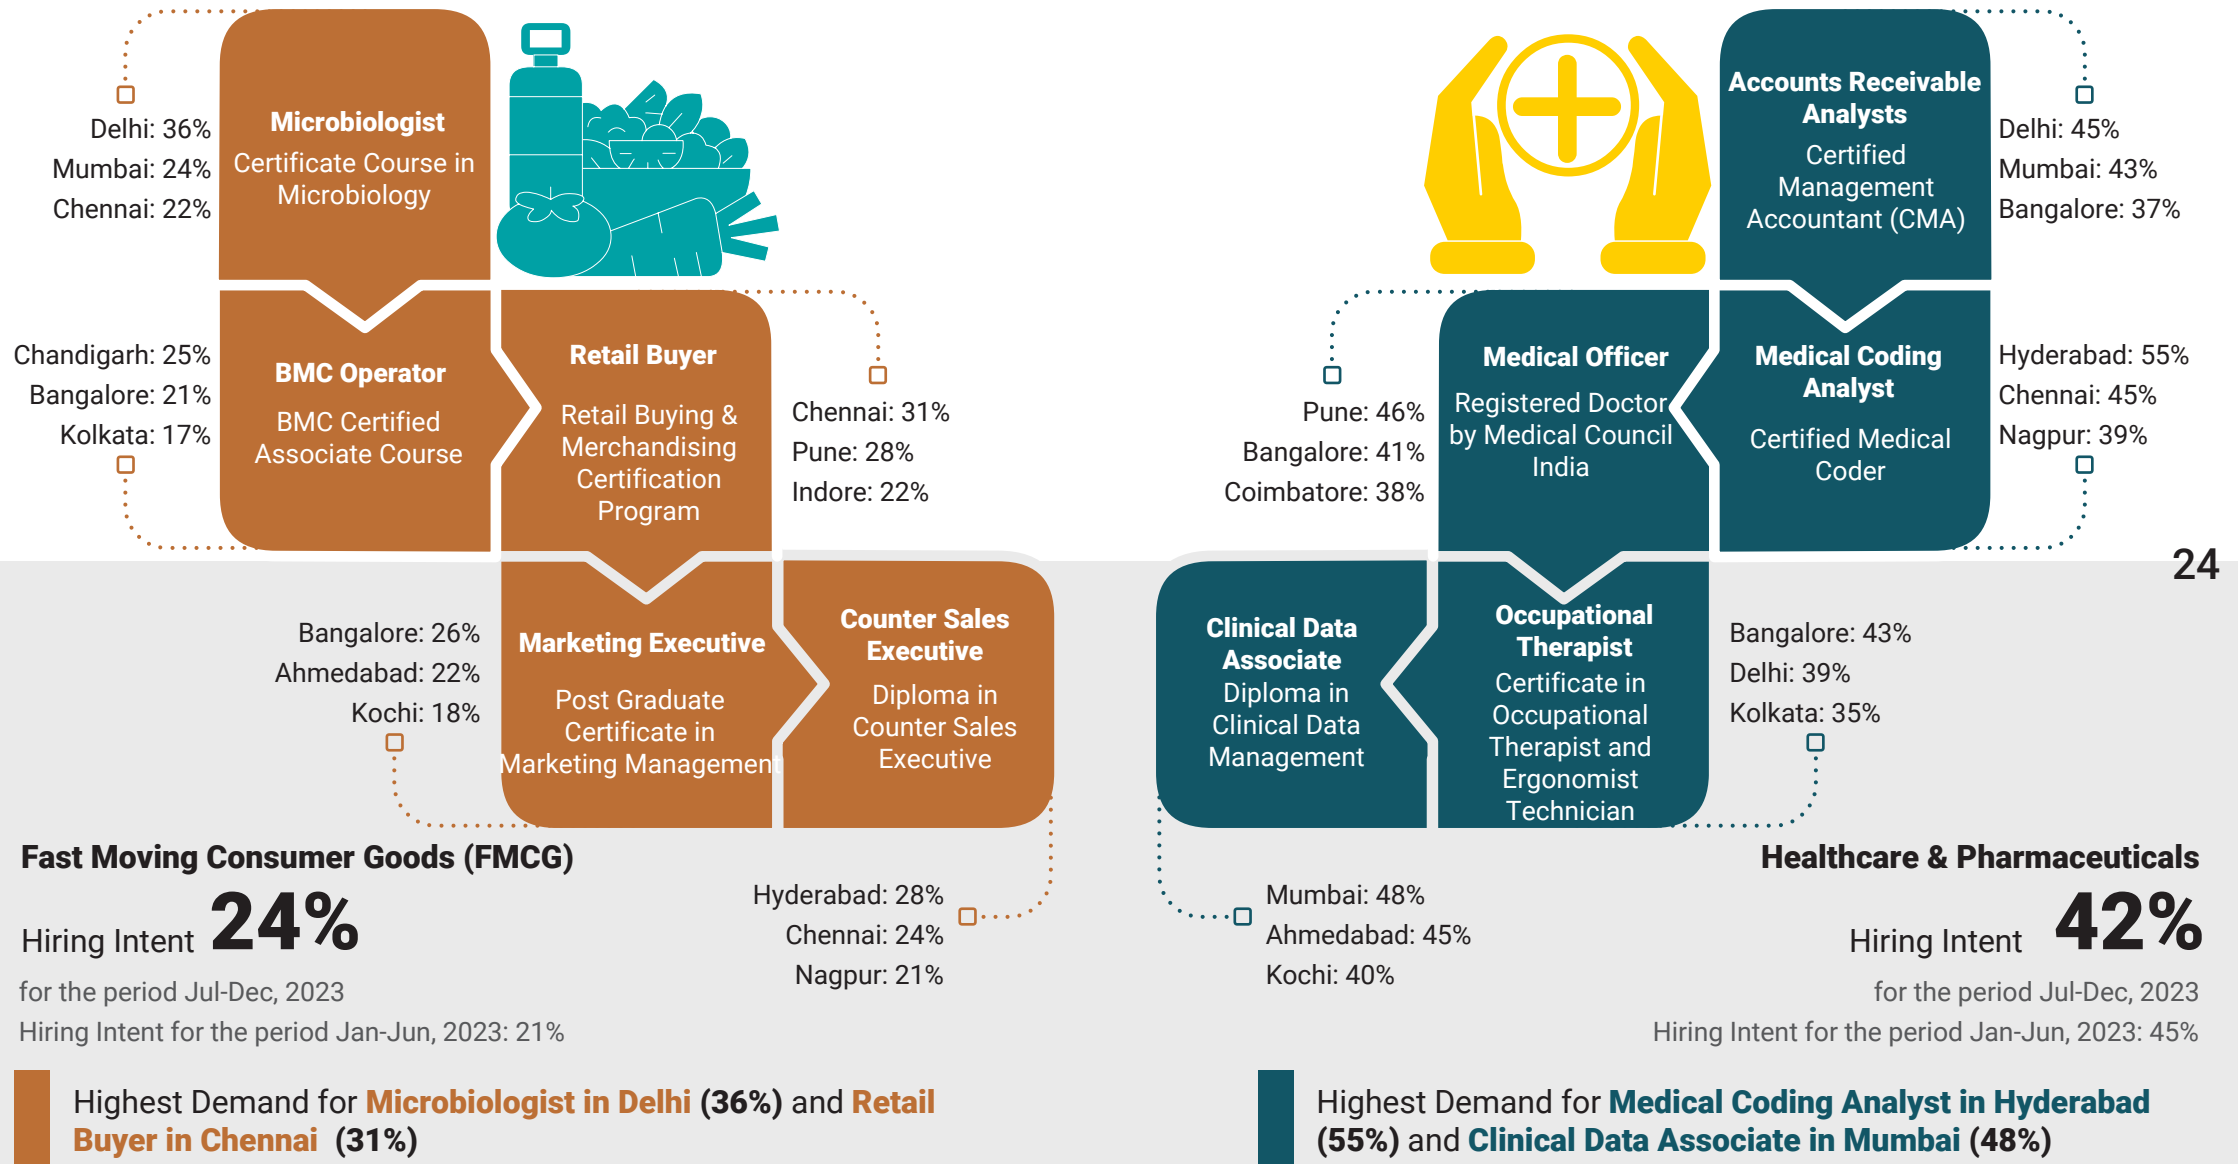 Delhi: 36%
Mumbai: 24%
Chennai: 22%
Microbiologist
Certificate Course in
Microbiology
Chandigarh: 25%
Bangalore: 21%
Kolkata: 17%
BMC Operator
BMC Certified
Associate Course
Retail Buyer
Retail Buying &
Merchandising
Certification
Program
Chennai: 31%
Pune: 28%
Indore: 22%
Bangalore: 26%
Ahmedabad: 22%
Kochi: 18%
Marketing Executive
Post Graduate
Certificate in
Marketing Management
Counter Sales
Executive
Diploma in
Counter Sales
Executive
Hyderabad: 28%
Chennai: 24%
Nagpur: 21%
Fast Moving Consumer Goods (FMCG)
Hiring Intent 24%
for the period Jul-Dec, 2023
Hiring Intent for the period Jan-Jun, 2023: 21%
Highest Demand for Microbiologist in Delhi (36%) and Retail
Buyer in Chennai (31%)
Accounts Receivable
Analysts
Certified
Management
Accountant (CMA)
Delhi: 45%
Mumbai: 43%
Bangalore: 37%
Pune: 46%
Bangalore: 41%
Coimbatore: 38%
Medical Officer
Registered Doctor
by Medical Council
India
Medical Coding
Analyst
Certified Medical
Coder
Hyderabad: 55%
Chennai: 45%
Nagpur: 39%
24
Clinical Data
Associate
Diploma in
Clinical Data
Management
Occupational
Therapist
Certificate in
Occupational
Therapist and
Ergonomist
Technician
Bangalore: 43%
Delhi: 39%
Kolkata: 35%
Mumbai: 48%
Ahmedabad: 45%
Kochi: 40%
Healthcare & Pharmaceuticals
Hiring Intent 42%
for the period Jul-Dec, 2023
Hiring Intent for the period Jan-Jun, 2023: 45%
Highest Demand for Medical Coding Analyst in Hyderabad
(55%) and Clinical Data Associate in Mumbai (48%)